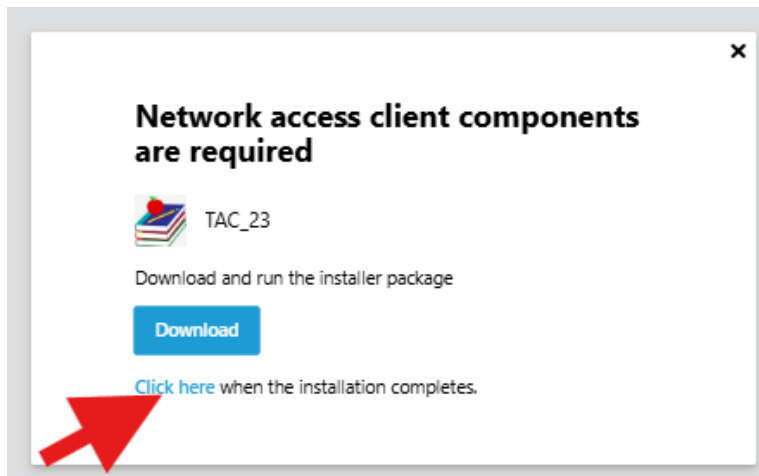 Network access client components
are required
TAC_23
Download and run the installer package
Download
Click here when the installation completes.